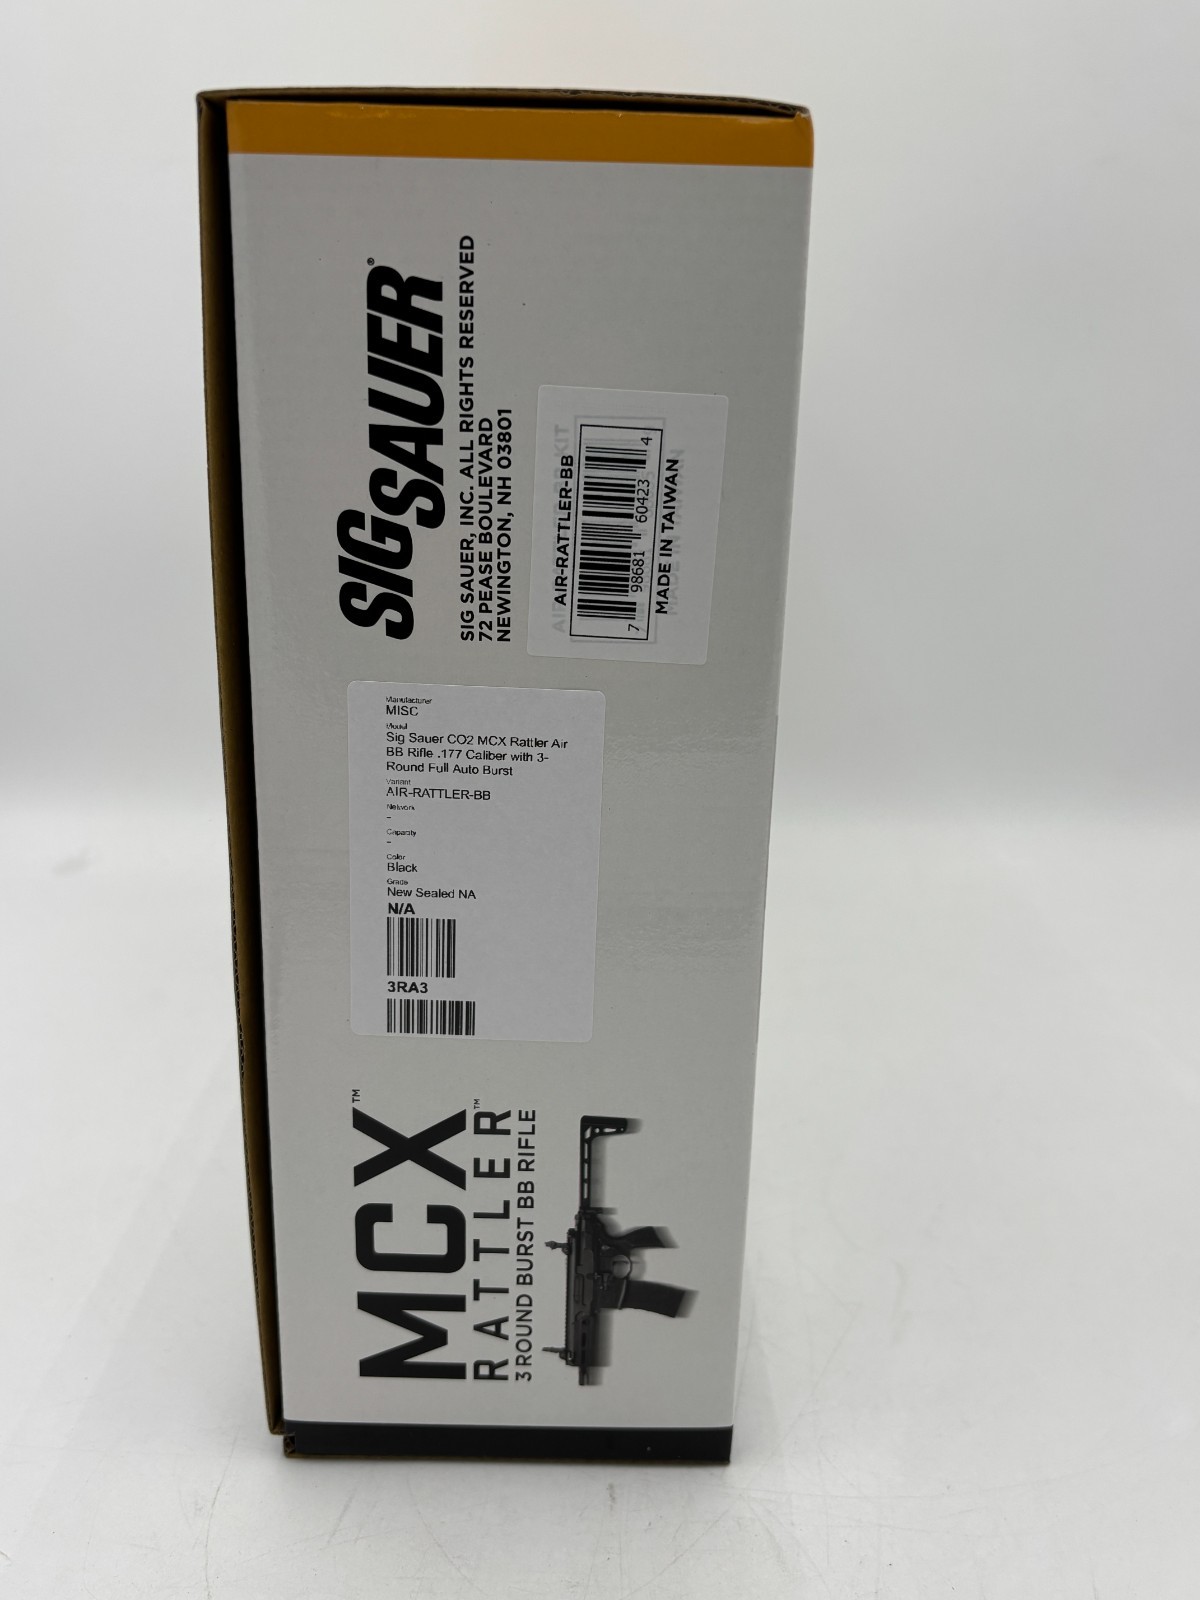 SIG SAUER®
SIG SAUER, INC. ALL RIGHTS RESERVED
72 PEASE BOULEVARD
NEWINGTON, NH 03801
AIR-RATTLER-BB
7 98681 60423 4
MADE IN TAIWAN
Manufacturer
MISC
Model
Sig Sauer CO2 MCX Rattler Air
BB Rifle .177 Caliber with 3-
Round Full Auto Burst
Variant
AIR-RATTLER-BB
Network
-
Capacity
-
Color
Black
Grade
New Sealed NA
N/A
3RA3
MCX™
RATTLER™
3 ROUND BURST BB RIFLE